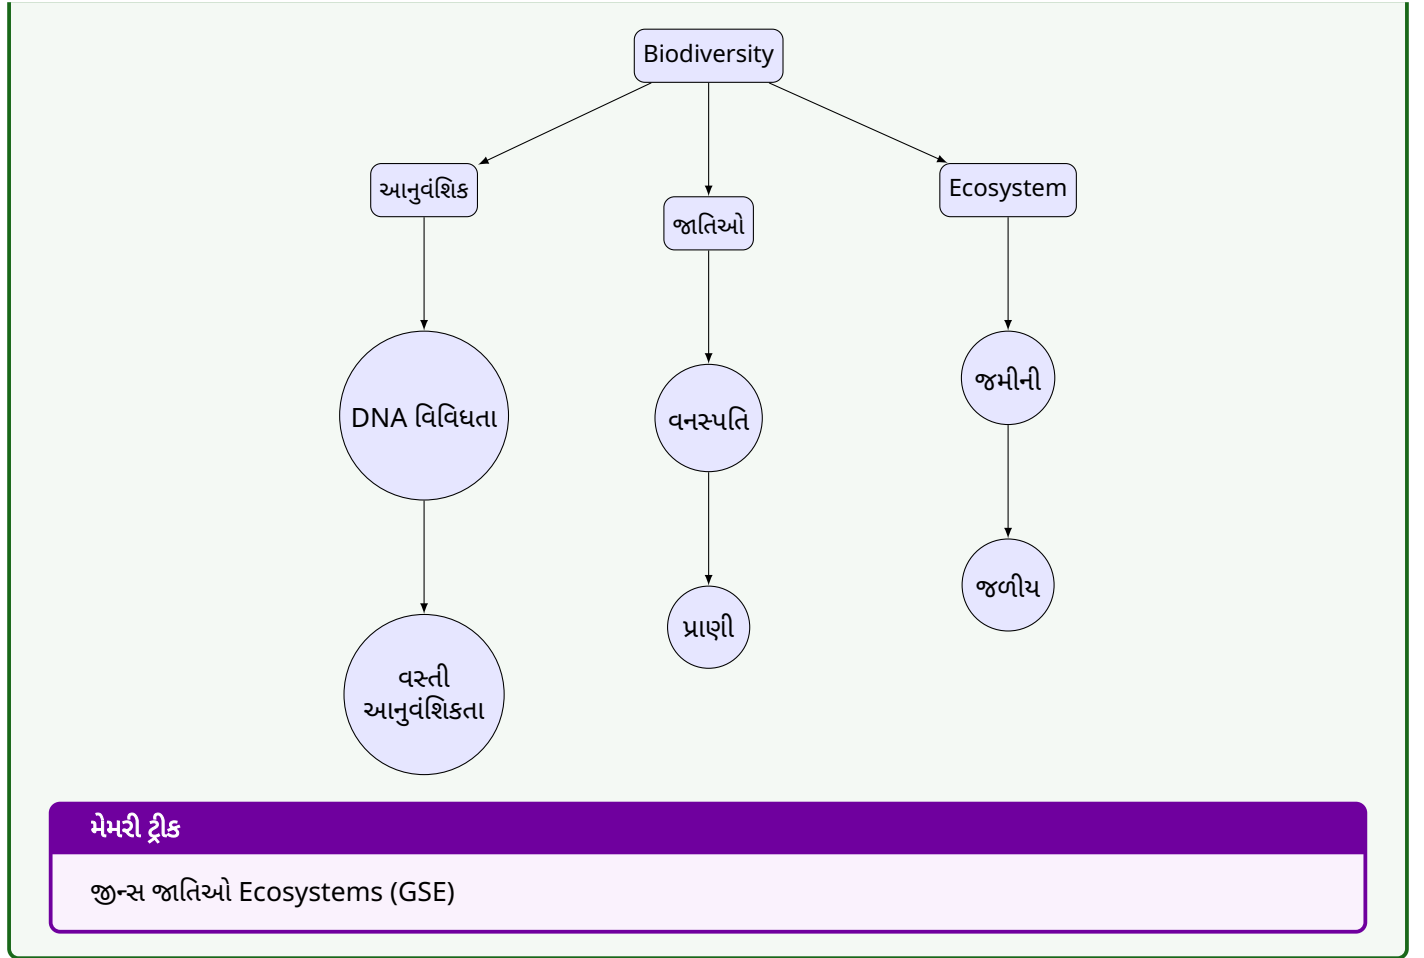 Biodiversity
આનુવંશિક
જાતિઓ
Ecosystem
DNA વિવિધતા
વનસ્પતિ
જમીની
વસ્તી
આનુવંશિકતા
પ્રાણી
જળીય
મેમરી ટ્રીક
જીન્સ જાતિઓ Ecosystems (GSE)